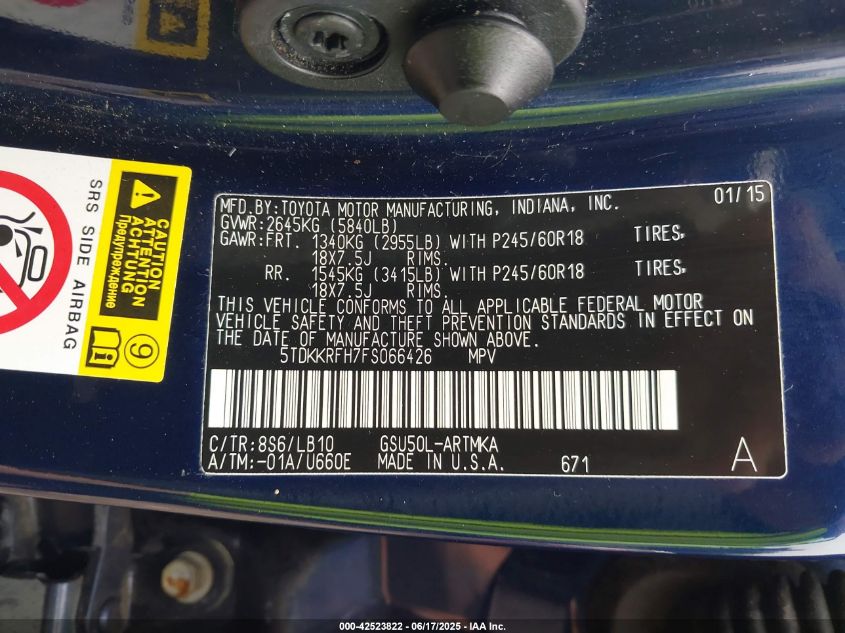 MFD.BY:TOYOTA MOTOR MANUFACTURING, INDIANA, INC. 01/15
GVWR:2645KG (5840LB)
GAWR:FRT. 1340KG (2955LB) WITH P245/60R18 TIRES,
18X7.5J RIMS.
RR. 1545KG (3415LB) WITH P245/60R18 TIRES,
18X7.5J RIMS.
THIS VEHICLE CONFORMS TO ALL APPLICABLE FEDERAL MOTOR
VEHICLE SAFETY AND THEFT PREVENTION STANDARDS IN EFFECT ON
THE DATE OF MANUFACTURE SHOWN ABOVE.
5TDKKRFH7FS066426 MPV
C/TR:8S6/LB10 GSU50L-ARTMKA
A/TM:-01A/U660E MADE IN U.S.A. 671 A
SRS SIDE AIRBAG
CAUTION
ATTENTION
ACHTUNG
Предупреждение
9
000-42523822 - 06/17/2025 - IAAI, Inc.